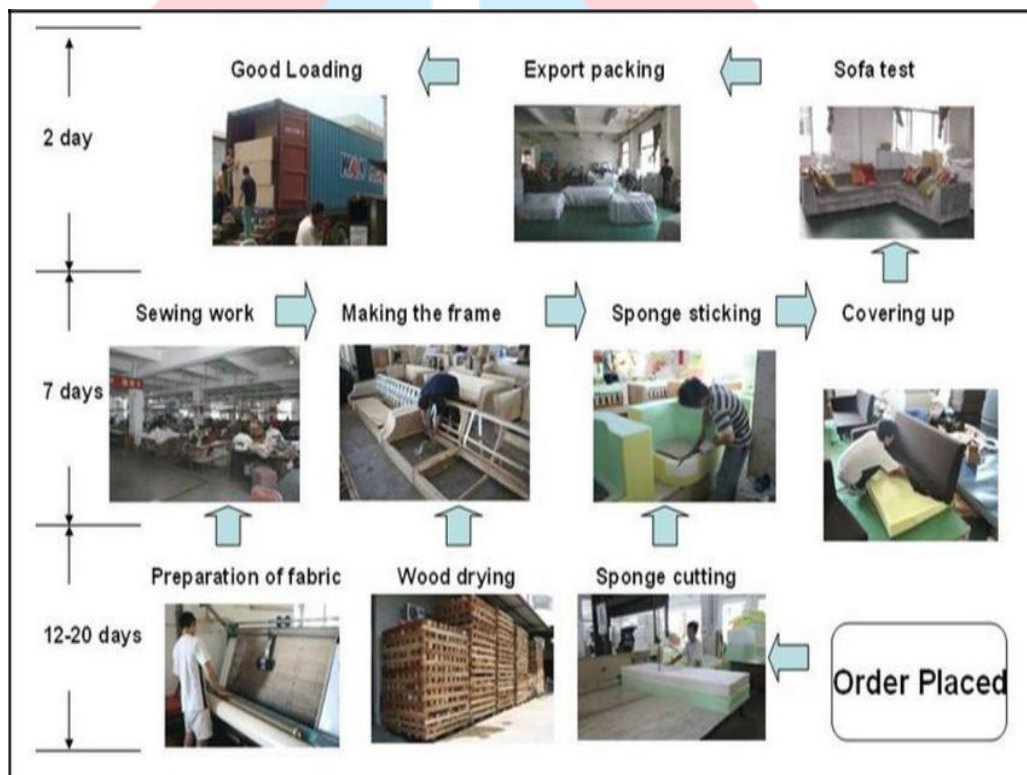 Good Loading
Export packing
Sofa test
2 day
Sewing work
Making the frame
Sponge sticking
Covering up
7 days
Preparation of fabric
Wood drying
Sponge cutting
12-20 days
Order Placed